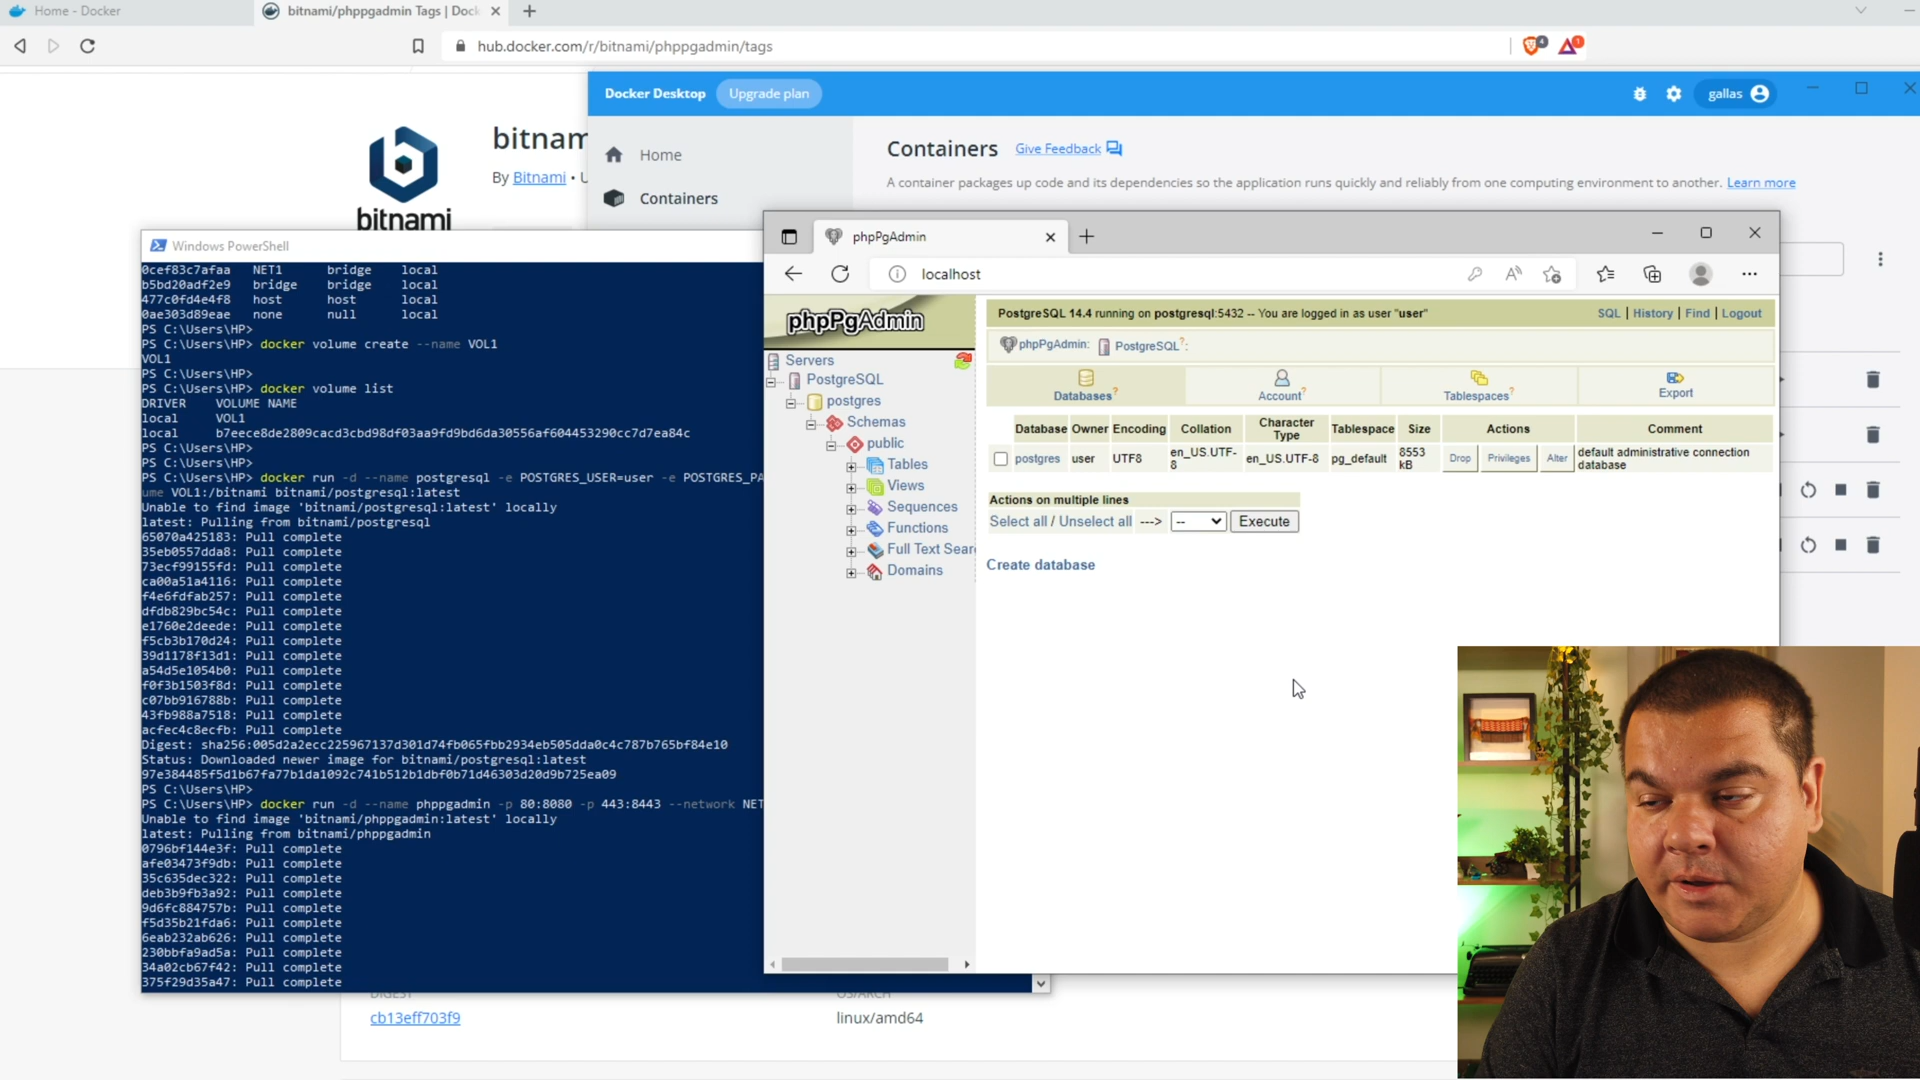 Home - Docker
bitnami/phppgadmin Tags | Dock
hub.docker.com/r/bitnami/phppgadmin/tags
4
1
Docker Desktop
Upgrade plan
gallas
bitnam
By Bitnami •
bitnami
Home
Containers
Containers
Give Feedback
A container packages up code and its dependencies so the application runs quickly and reliably from one computing environment to another. Learn more
Windows PowerShell
0cef83c7afaa NET1 bridge local
b5bd20adf2e9 bridge bridge local
477c0fd4e4f8 host host local
0ae303d89eae none null local
PS C:\Users\HP>
PS C:\Users\HP> docker volume create --name VOL1
VOL1
PS C:\Users\HP>
PS C:\Users\HP> docker volume list
DRIVER VOLUME NAME
local VOL1
local b7eece8de2809cacd3cbd98df03aa9fd9bd6da30556af604453290cc7d7ea84c
PS C:\Users\HP>
PS C:\Users\HP>
PS C:\Users\HP> docker run -d --name postgresql -e POSTGRES_USER=user -e POSTGRES_PA
ume VOL1:/bitnami bitnami/postgresql:latest
Unable to find image 'bitnami/postgresql:latest' locally
latest: Pulling from bitnami/postgresql
65070a425183: Pull complete
35eb0557dda8: Pull complete
73ecf99155fd: Pull complete
ca00a51a4116: Pull complete
f4e6fdfab257: Pull complete
dfdb829bc54c: Pull complete
e1760e2deede: Pull complete
f5cb3b170d24: Pull complete
39d1178f13d1: Pull complete
a54d5e1054b0: Pull complete
f0f3b1503f8d: Pull complete
c07bb916788b: Pull complete
43fb988a7518: Pull complete
acfec4c8ecfb: Pull complete
Digest: sha256:005d2a2ecc225967137d301d74fb065fbb2934eb505dda0c4c787b765bf84e10
Status: Downloaded newer image for bitnami/postgresql:latest
97e384485f5d1b67fa77b1da1092c741b512b1dbf0b71d46303d20d9b725ea09
PS C:\Users\HP>
PS C:\Users\HP> docker run -d --name phppgadmin -p 80:8080 -p 443:8443 --network NET
Unable to find image 'bitnami/phppgadmin:latest' locally
latest: Pulling from bitnami/phppgadmin
0796bf144e3f: Pull complete
afe03473f9db: Pull complete
35c635dec322: Pull complete
deb3b9fb3a92: Pull complete
9d6fc884757b: Pull complete
f5d35b21fda6: Pull complete
6eab232ab626: Pull complete
230bbfa9ad5a: Pull complete
34a02cb67f42: Pull complete
375f29d35a47: Pull complete
phpPgAdmin
localhost
phpPgAdmin
Servers
PostgreSQL
postgres
Schemas
public
Tables
Views
Sequences
Functions
Full Text Sear
Domains
PostgreSQL 14.4 running on postgresql:5432 -- You are logged in as user "user"
SQL | History | Find | Logout
phpPgAdmin: PostgreSQL?:
Databases? Account? Tablespaces? Export
Database Owner Encoding Collation Character Type Tablespace Size Actions Comment
postgres user UTF8 en_US.UTF-8 en_US.UTF-8 pg_default 8553 kB Drop Privileges Alter default administrative connection database
Actions on multiple lines
Select all / Unselect all ---> -- Execute
Create database
DIGEST OS/ARCH
cb13eff703f9 linux/amd64